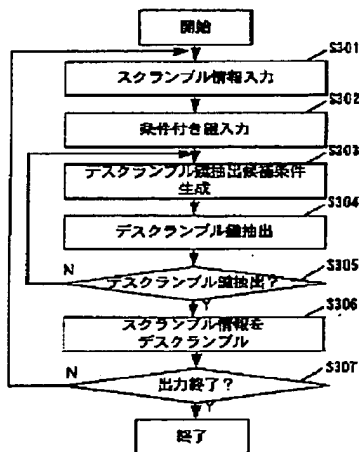 開始
S301
スクランブル情報入力
S302
条件付き鍵入力
S303
デスクランブル鍵抽出候補条件
生成
S304
デスクランブル鍵抽出
S305
デスクランブル鍵抽出?
N
Y
S306
スクランブル情報を
デスクランブル
S307
出力終了?
N
Y
終了